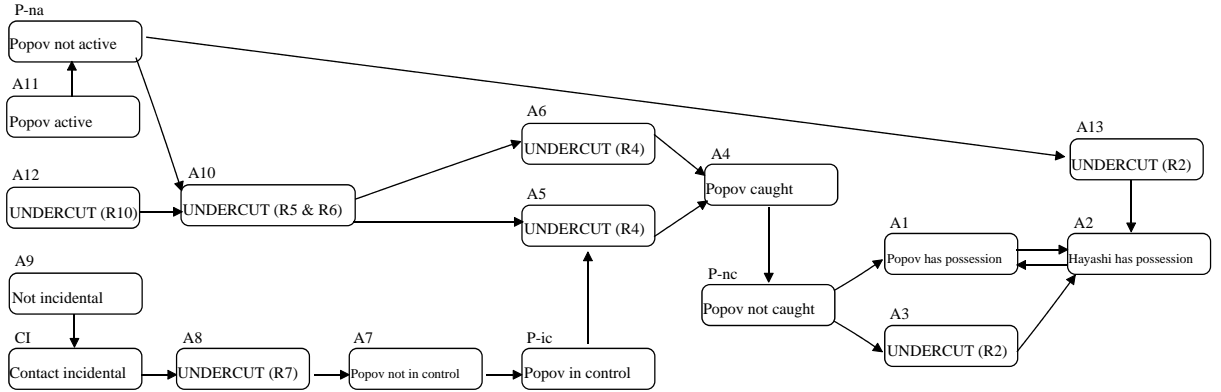 P-na
Popov not active
A11
Popov active
A6
UNDERCUT (R4)
A13
UNDERCUT (R2)
A4
Popov caught
A12
UNDERCUT (R10)
A10
UNDERCUT (R5 & R6)
A5
UNDERCUT (R4)
A1
Popov has possession
A2
Hayashi has possession
A9
Not incidental
P-nc
Popov not caught
A3
UNDERCUT (R2)
CI
Contact incidental
A8
UNDERCUT (R7)
A7
Popov not in control
P-ic
Popov in control